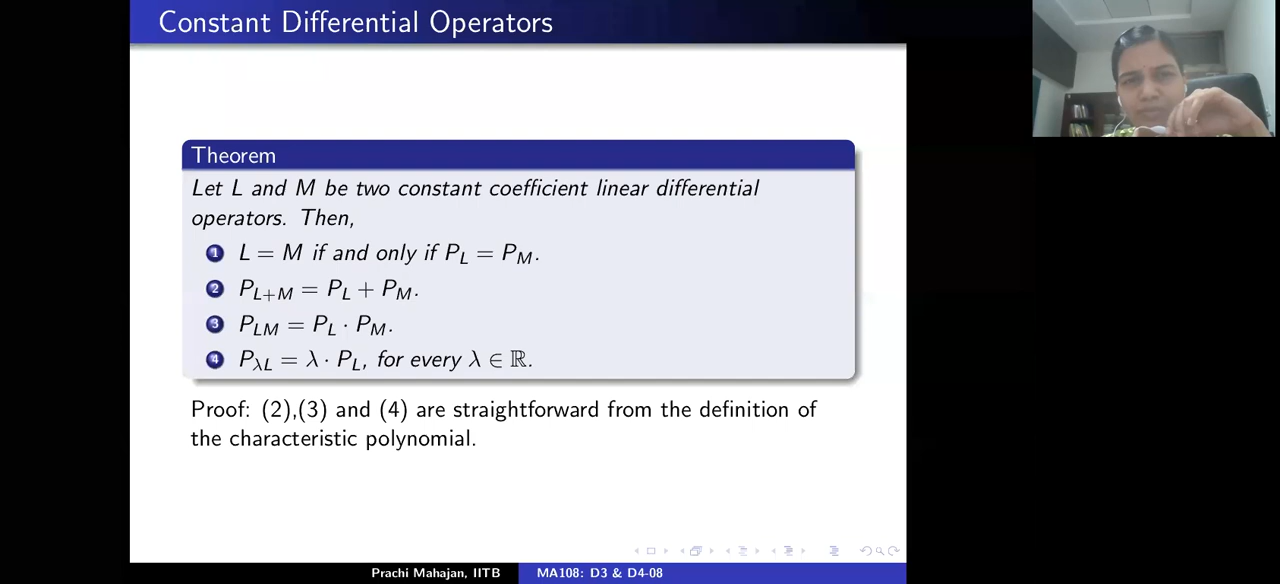 Constant Differential Operators
Theorem
Let L and M be two constant coefficient linear differential
operators. Then,
1 L = M if and only if P_L = P_M.
2 P_{L+M} = P_L + P_M.
3 P_{LM} = P_L · P_M.
4 P_{λL} = λ · P_L, for every λ ∈ ℝ.
Proof: (2),(3) and (4) are straightforward from the definition of
the characteristic polynomial.
Prachi Mahajan, IITB
MA108: D3 & D4-08